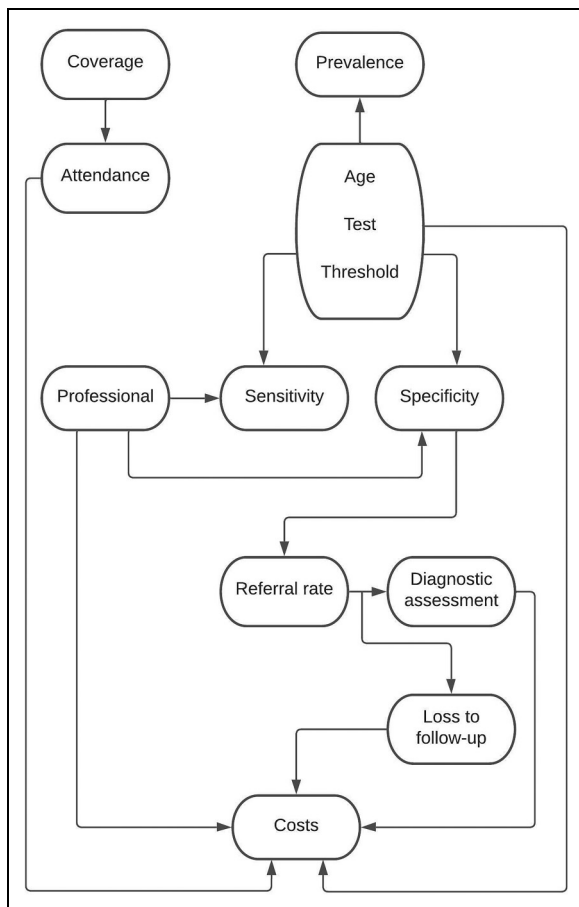 Coverage
Prevalence
Attendance
Age
Test
Threshold
Professional
Sensitivity
Specificity
Referral rate
Diagnostic
assessment
Loss to
follow-up
Costs